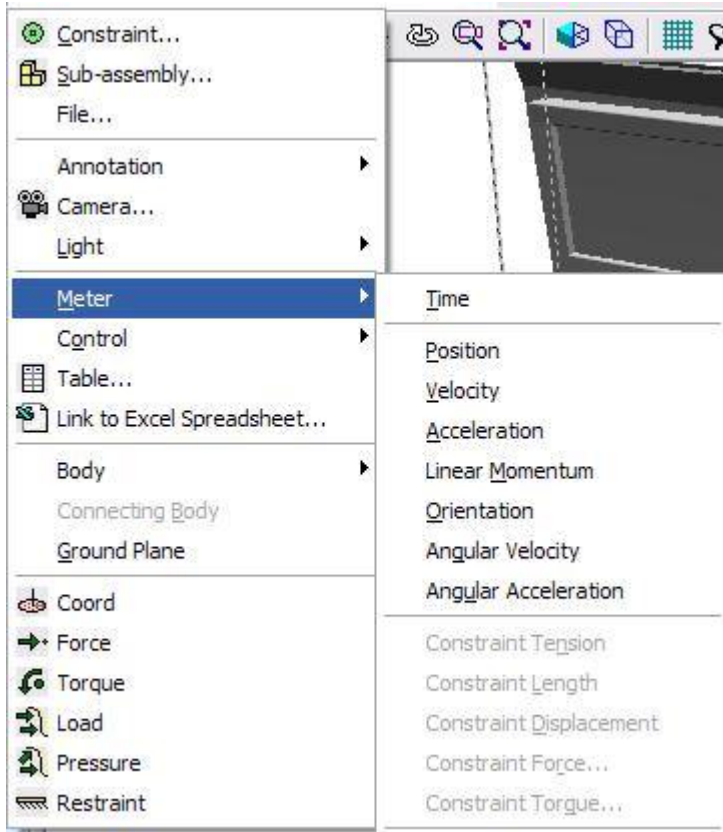 Constraint...
Sub-assembly...
File...
Annotation
Camera...
Light
Meter
Control
Table...
Link to Excel Spreadsheet...
Body
Connecting Body
Ground Plane
Coord
Force
Torque
Load
Pressure
Restraint
Time
Position
Velocity
Acceleration
Linear Momentum
Orientation
Angular Velocity
Angular Acceleration
Constraint Tension
Constraint Length
Constraint Displacement
Constraint Force...
Constraint Torque...